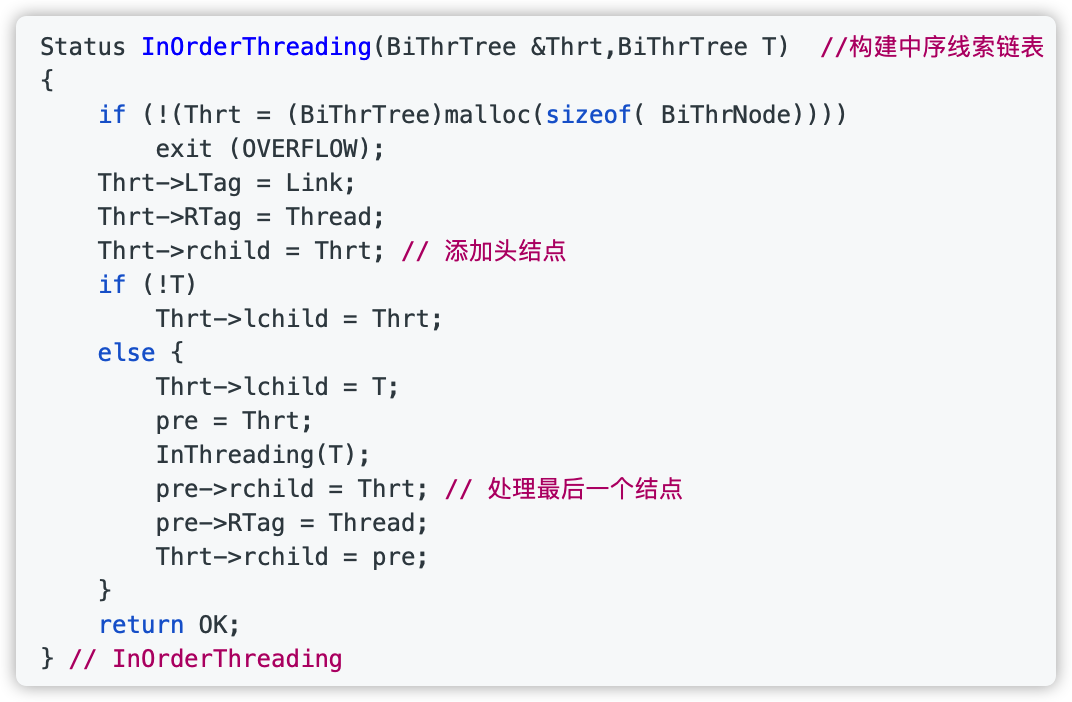 Status InOrderThreading(BiThrTree &Thrt,BiThrTree T)  //构建中序线索链表
{
    if (!(Thrt = (BiThrTree)malloc(sizeof( BiThrNode))))
        exit (OVERFLOW);
    Thrt->LTag = Link;
    Thrt->RTag = Thread;
    Thrt->rchild = Thrt; // 添加头结点
    if (!T)
        Thrt->lchild = Thrt;
    else {
        Thrt->lchild = T;
        pre = Thrt;
        InThreading(T);
        pre->rchild = Thrt; // 处理最后一个结点
        pre->RTag = Thread;
        Thrt->rchild = pre;
    }
    return OK;
} // InOrderThreading